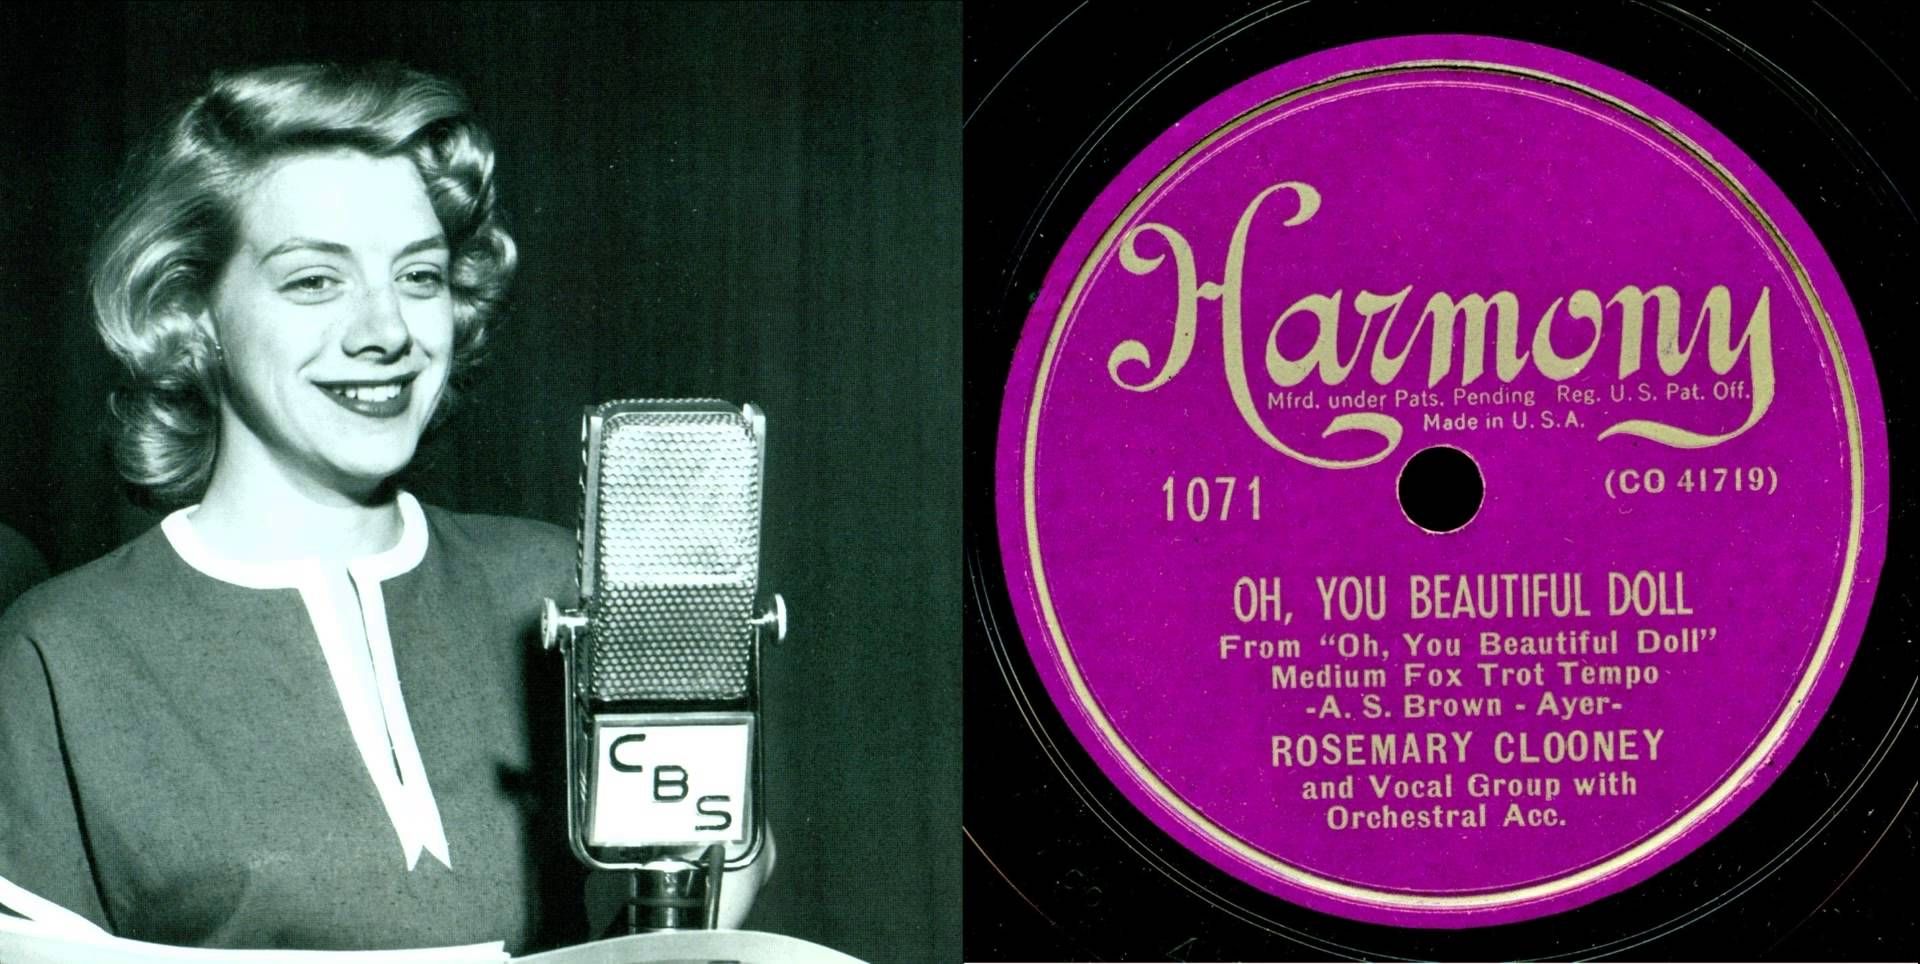 CBS
Harmony
Mfrd. under Pats. Pending Reg. U.S. Pat. Off.
Made in U.S.A.
1071
(CO 41719)
OH, YOU BEAUTIFUL DOLL
From “Oh, You Beautiful Doll”
Medium Fox Trot Tempo
-A. S. Brown - Ayer-
ROSEMARY CLOONEY
and Vocal Group with
Orchestral Acc.